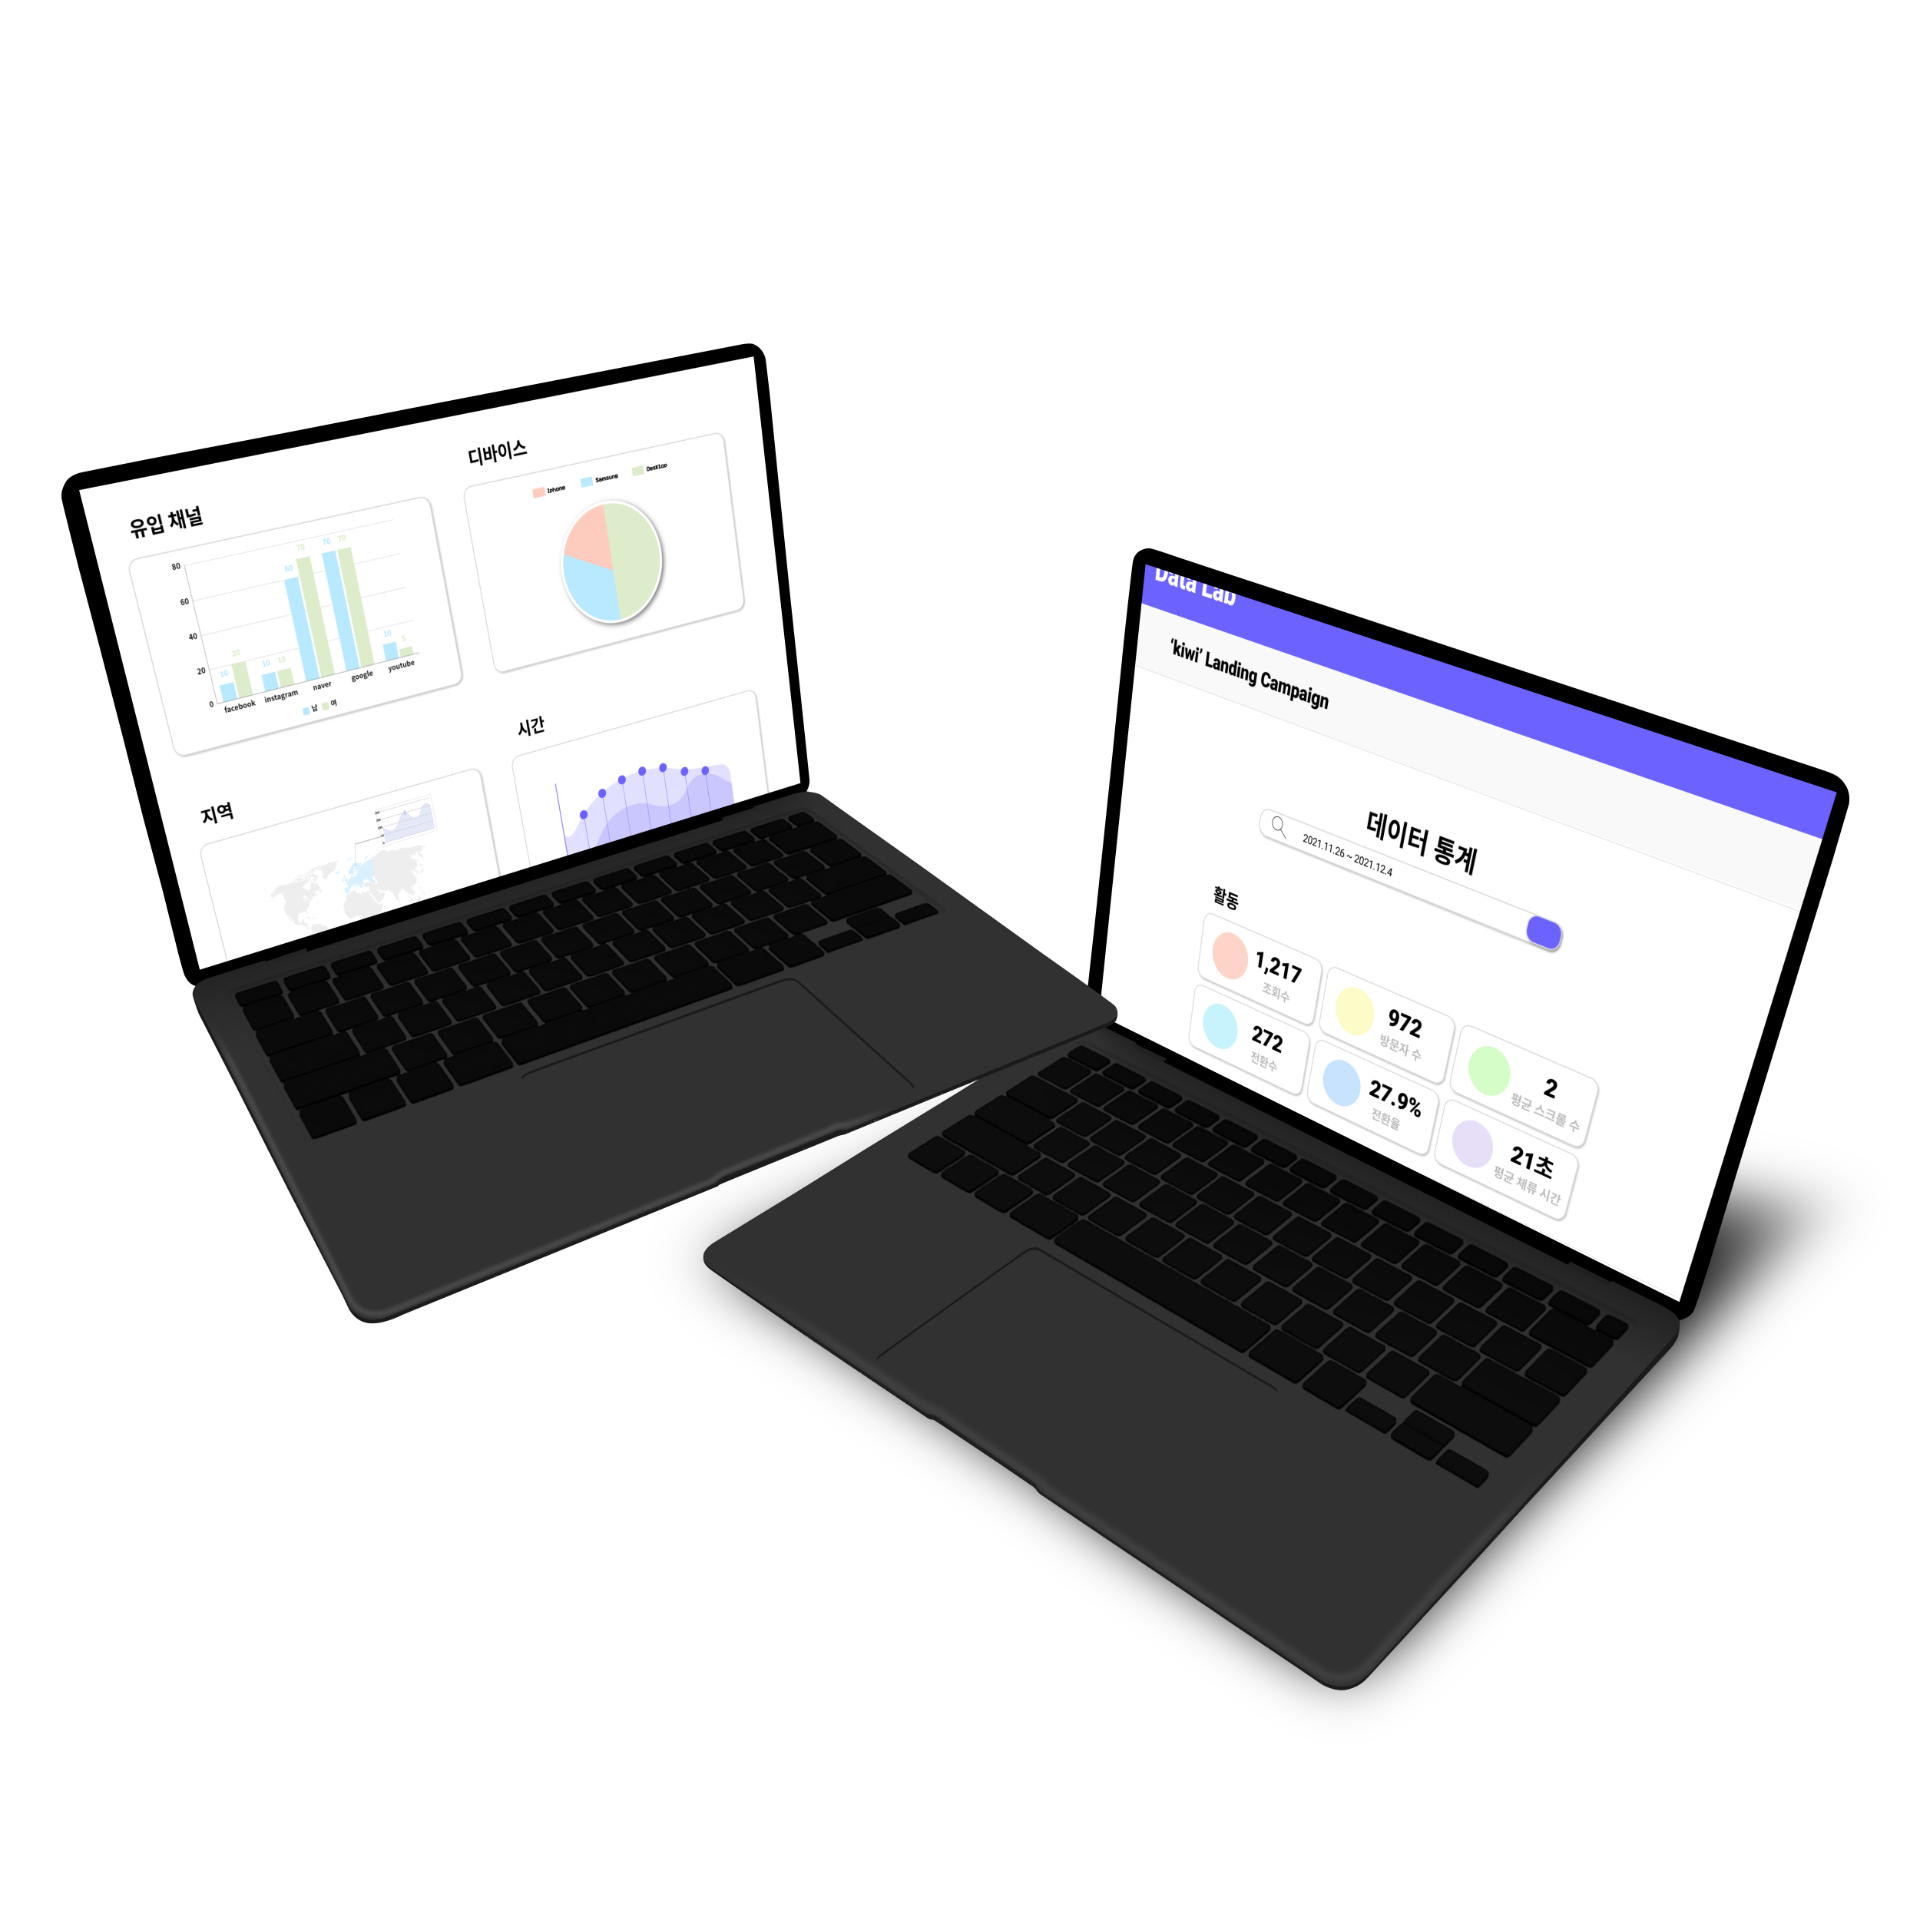 유입 채널
80
60
40
20
0
10
20
10
10
60
70
70
70
10
5
facebook
instagram
naver
google
youtube
남
여
디바이스
Iphone
Samsung
Desktop
지역
시간
Data Lab
‘kiwi’ Landing Campaign
데이터 통계
2021.11.26 ~ 2021.12.4
활동
1,217
조회수
972
방문자 수
2
평균 스크롤 수
272
전환수
27.9%
전환율
21초
평균 체류 시간